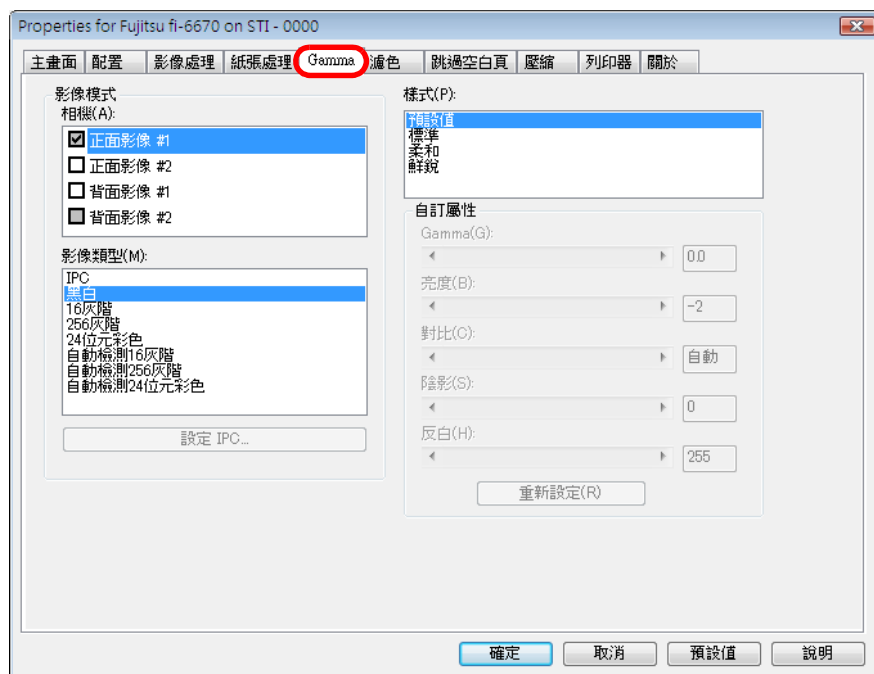 Properties for Fujitsu fi-6670 on STI - 0000
主畫面 配置 影像處理 紙張處理 Gamma 濾色 跳過空白頁 壓縮 列印器 關於
影像模式
相機(A):
正面影像 #1
正面影像 #2
背面影像 #1
背面影像 #2
影像類型(M):
IPC
黑白
16灰階
256灰階
24位元彩色
自動檢測16灰階
自動檢測256灰階
自動檢測24位元彩色
設定 IPC...
樣式(P):
預設值
標準
柔和
鮮銳
自訂屬性
Gamma(G):
0.0
亮度(B):
-2
對比(C):
自動
陰影(S):
0
反白(H):
255
重新設定(R)
確定 取消 預設值 說明